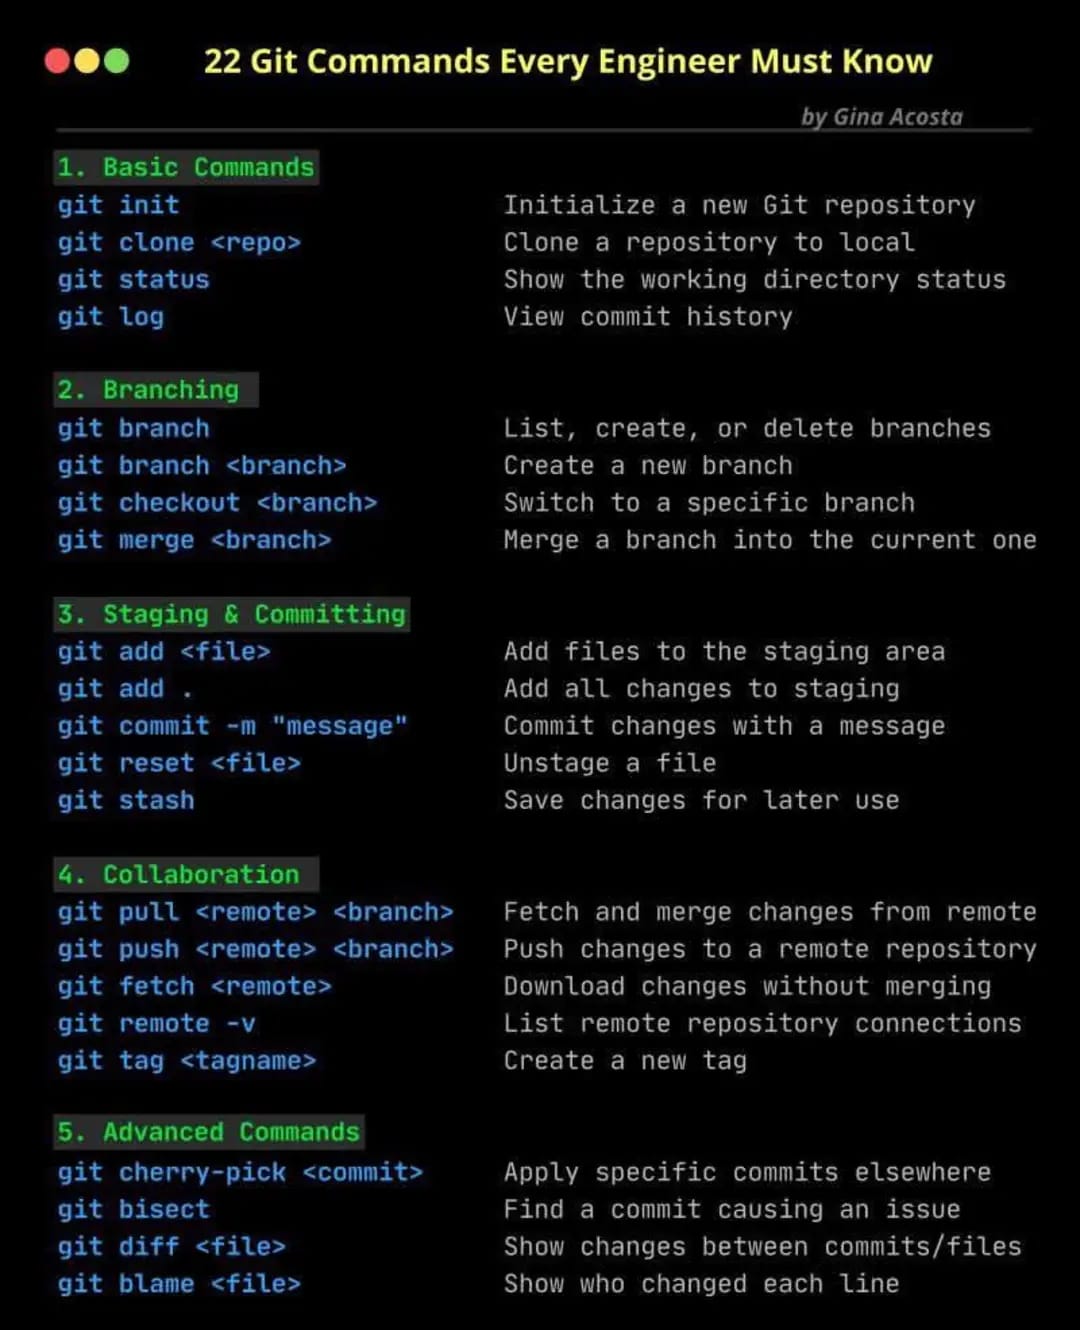 22 Git Commands Every Engineer Must Know
by Gina Acosta
1. Basic Commands
git init Initialize a new Git repository
git clone <repo> Clone a repository to local
git status Show the working directory status
git log View commit history
2. Branching
git branch List, create, or delete branches
git branch <branch> Create a new branch
git checkout <branch> Switch to a specific branch
git merge <branch> Merge a branch into the current one
3. Staging & Committing
git add <file> Add files to the staging area
git add . Add all changes to staging
git commit -m "message" Commit changes with a message
git reset <file> Unstage a file
git stash Save changes for later use
4. Collaboration
git pull <remote> <branch> Fetch and merge changes from remote
git push <remote> <branch> Push changes to a remote repository
git fetch <remote> Download changes without merging
git remote -v List remote repository connections
git tag <tagname> Create a new tag
5. Advanced Commands
git cherry-pick <commit> Apply specific commits elsewhere
git bisect Find a commit causing an issue
git diff <file> Show changes between commits/files
git blame <file> Show who changed each line